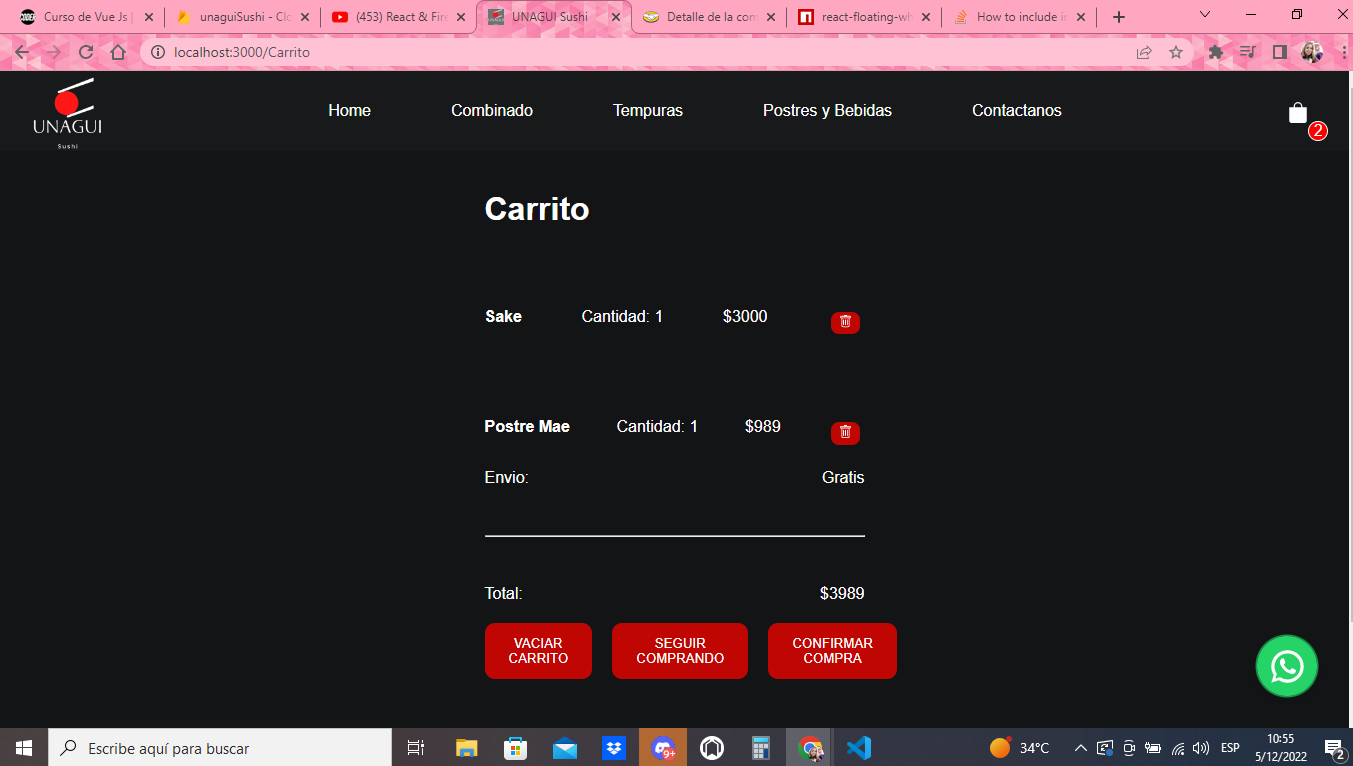 Curso de Vue Js |
unaguiSushi - Clo
(453) React & Fire
UNAGUI Sushi
Detalle de la com
react-floating-wh
How to include in
localhost:3000/Carrito
UNAGUI
Sushi
Home
Combinado
Tempuras
Postres y Bebidas
Contactanos
2
Carrito
Sake Cantidad: 1 $3000
Postre Mae Cantidad: 1 $989
Envio: Gratis
Total: $3989
VACIAR
CARRITO
SEGUIR
COMPRANDO
CONFIRMAR
COMPRA
Escribe aquí para buscar
9+
34°C
ESP
10:55
5/12/2022
2